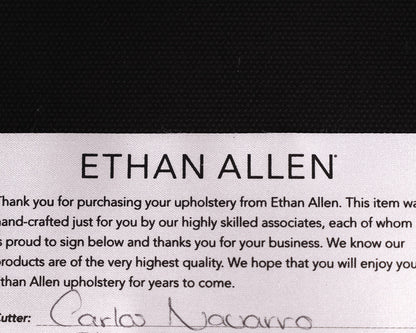 ETHAN ALLEN
Thank you for purchasing your upholstery from Ethan Allen. This item wa
hand-crafted just for you by our highly skilled associates, each of whom
s proud to sign below and thanks you for your business. We know our
products are of the very highest quality. We hope that you will enjoy you
Ethan Allen upholstery for years to come.
Cutter: Carlos Navarro